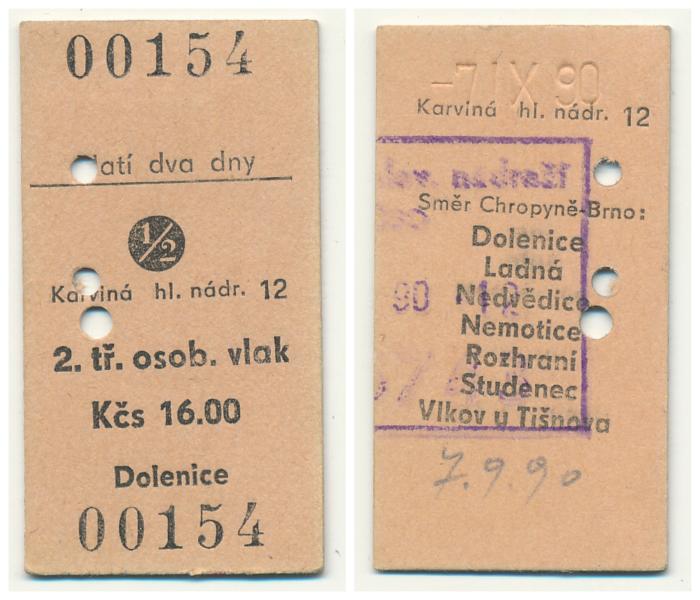 00154
Platí dva dny
1/2
Karviná hl. nádr. 12
2. tř. osob. vlak
Kčs 16.00
Dolenice
00154
-7 IX 90
Karviná hl. nádr. 12
nádraží
Směr Chropyně-Brno:
Dolenice
Ladná
90
Nedvědice
Nemotice
Rozhraní
Studenec
Vlkov u Tišnova
7.9.90